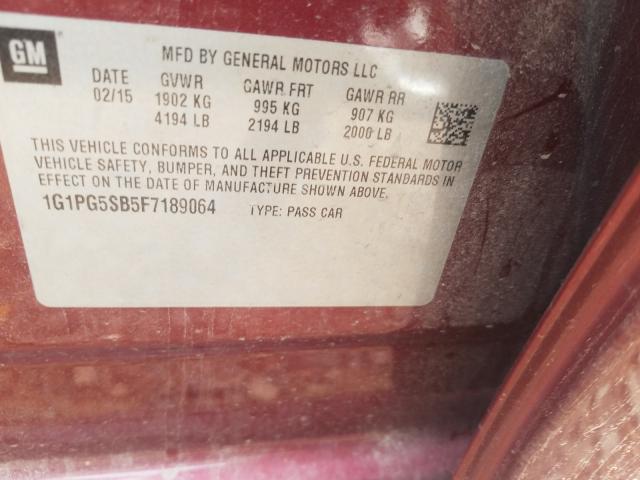 GM
MFD BY GENERAL MOTORS LLC
DATE GVWR GAWR FRT GAWR RR
02/15 1902 KG 995 KG 907 KG
4194 LB 2194 LB 2000 LB
THIS VEHICLE CONFORMS TO ALL APPLICABLE U.S. FEDERAL MOTOR
VEHICLE SAFETY, BUMPER, AND THEFT PREVENTION STANDARDS IN
EFFECT ON THE DATE OF MANUFACTURE SHOWN ABOVE.
1G1PG5SB5F7189064 TYPE: PASS CAR